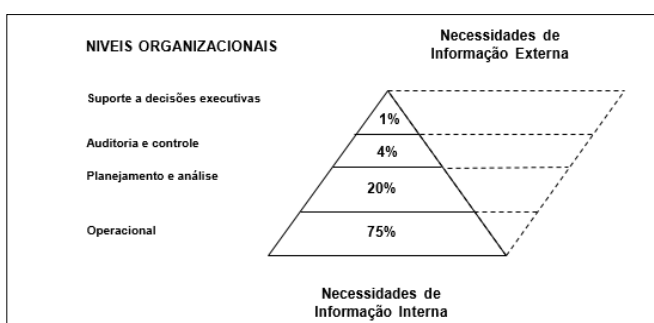 NIVEIS ORGANIZACIONAIS
Necessidades de
Informação Externa
Suporte a decisões executivas
1%
Auditoria e controle
4%
Planejamento e análise
20%
Operacional
75%
Necessidades de
Informação Interna